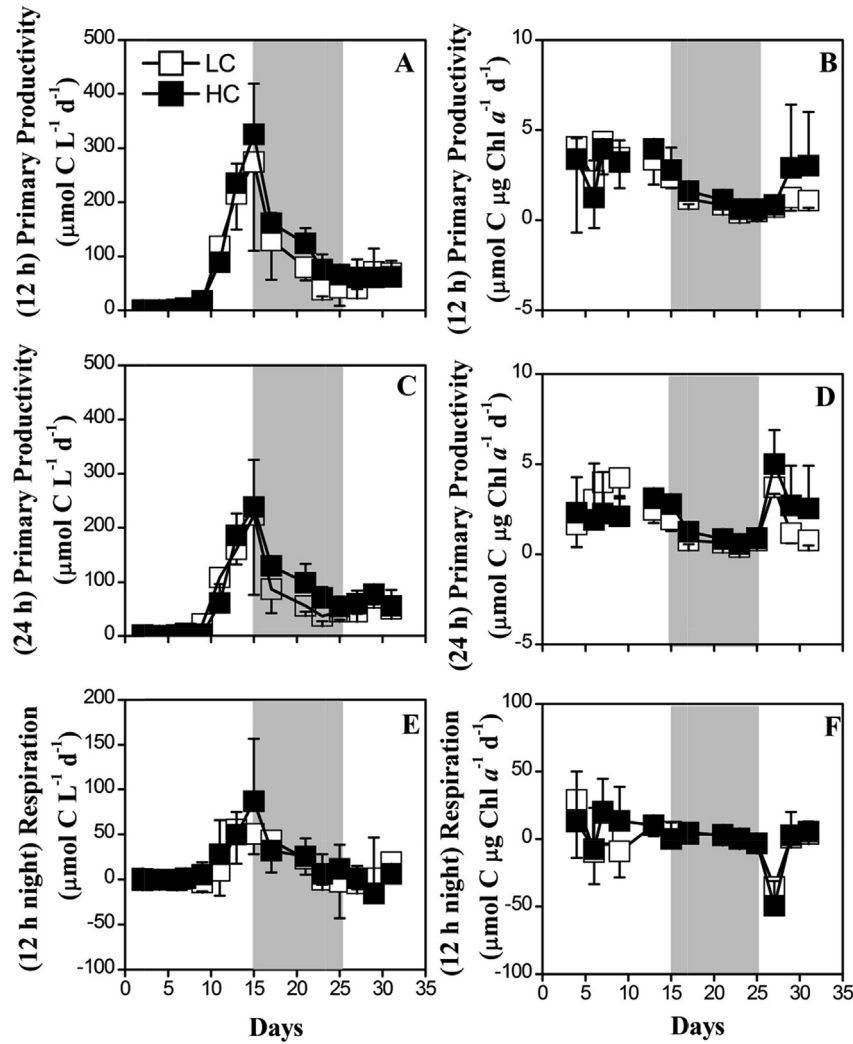 500
400
300
200
100
0
(12 h) Primary Productivity
(μmol C L⁻¹ d⁻¹)
LC
HC
A
10
5
0
-5
(12 h) Primary Productivity
(μmol C μg Chl a⁻¹ d⁻¹)
B
500
400
300
200
100
0
(24 h) Primary Productivity
(μmol C L⁻¹ d⁻¹)
C
10
5
0
-5
(24 h) Primary Productivity
(μmol C μg Chl a⁻¹ d⁻¹)
D
200
150
100
50
0
-50
-100
(12 h night) Respiration
(μmol C L⁻¹ d⁻¹)
E
0 5 10 15 20 25 30 35
Days
100
50
0
-50
-100
(12 h night) Respiration
(μmol C μg Chl a⁻¹ d⁻¹)
F
0 5 10 15 20 25 30 35
Days